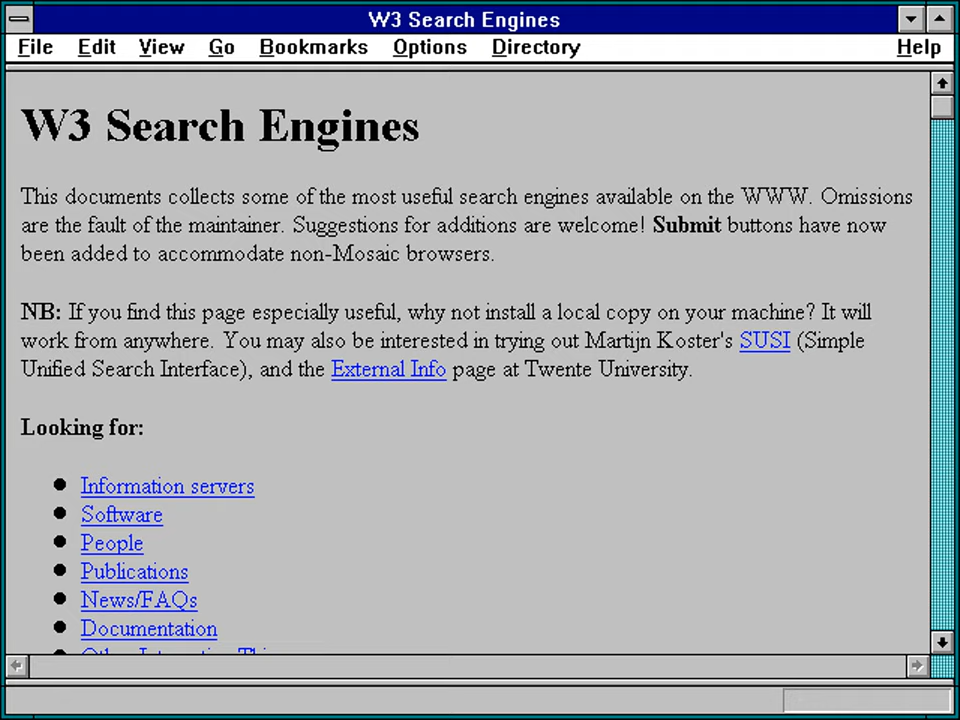 W3 Search Engines
File Edit View Go Bookmarks Options Directory Help
W3 Search Engines
This documents collects some of the most useful search engines available on the WWW. Omissions
are the fault of the maintainer. Suggestions for additions are welcome! Submit buttons have now
been added to accommodate non-Mosaic browsers.
NB: If you find this page especially useful, why not install a local copy on your machine? It will
work from anywhere. You may also be interested in trying out Martijn Koster's SUSI (Simple
Unified Search Interface), and the External Info page at Twente University.
Looking for:
Information servers
Software
People
Publications
News/FAQs
Documentation